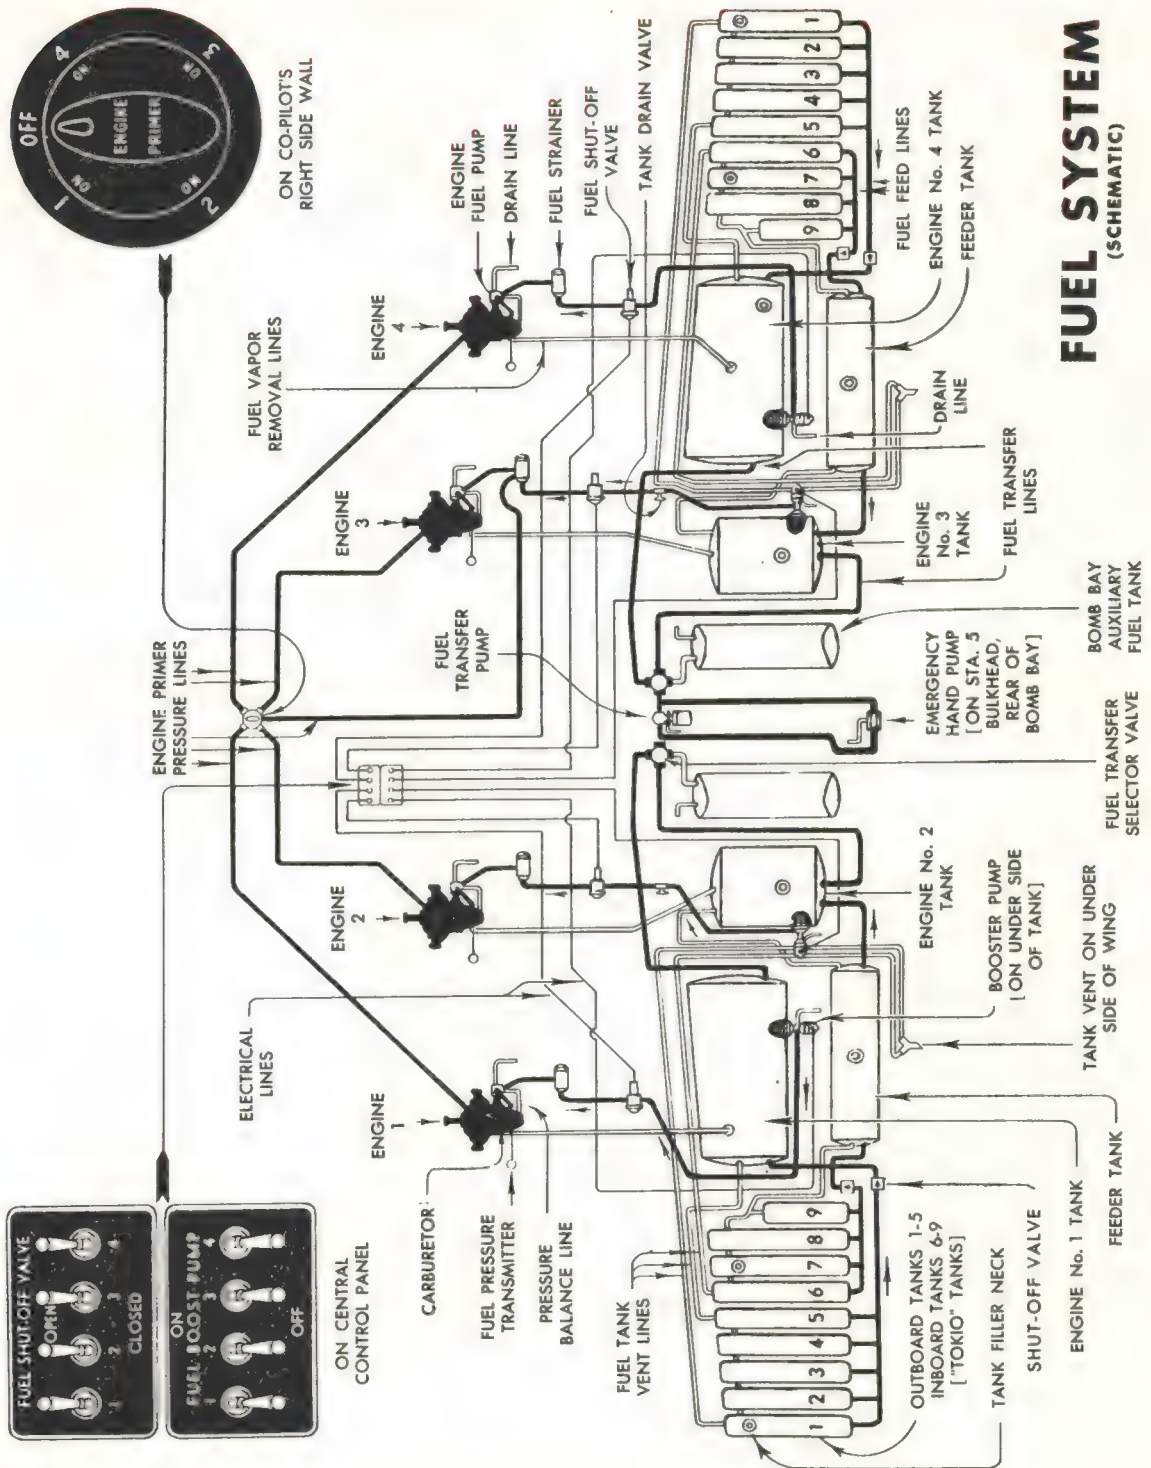 FUEL SYSTEM
(SCHEMATIC)
FUEL SHUT-OFF VALVE
OPEN
1 2 3 4
CLOSED
ON
FUEL BOOST PUMP
1 2 3 4
OFF
ON CENTRAL
CONTROL PANEL
OFF
1
4
ON
ON
ENGINE
PRIMER
ON
ON
2
3
ON CO-PILOT'S
RIGHT SIDE WALL
ENGINE PRIMER
PRESSURE LINES
ELECTRICAL
LINES
FUEL VAPOR
REMOVAL LINES
ENGINE
1
ENGINE
2
ENGINE
3
ENGINE
4
ENGINE
FUEL PUMP
DRAIN LINE
FUEL STRAINER
FUEL SHUT-OFF
VALVE
TANK DRAIN VALVE
CARBURETOR
FUEL PRESSURE
TRANSMITTER
PRESSURE
BALANCE LINE
FUEL TRANSFER
PUMP
FUEL TANK
VENT LINES
1 2 3 4 5 6 7 8 9
9 8 7 6 5 4 3 2 1
OUTBOARD TANKS 1-5
INBOARD TANKS 6-9
["TOKIO" TANKS]
TANK FILLER NECK
SHUT-OFF VALVE
ENGINE No. 1 TANK
FEEDER TANK
TANK VENT ON UNDER
SIDE OF WING
BOOSTER PUMP
[ON UNDER SIDE
OF TANK]
ENGINE No. 2
TANK
FUEL TRANSFER
SELECTOR VALVE
EMERGENCY
HAND PUMP
[ON STA. 5
BULKHEAD,
REAR OF
BOMB BAY]
BOMB BAY
AUXILIARY
FUEL TANK
FUEL TRANSFER
LINES
ENGINE
No. 3
TANK
DRAIN
LINE
FUEL FEED LINES
ENGINE No. 4 TANK
FEEDER TANK